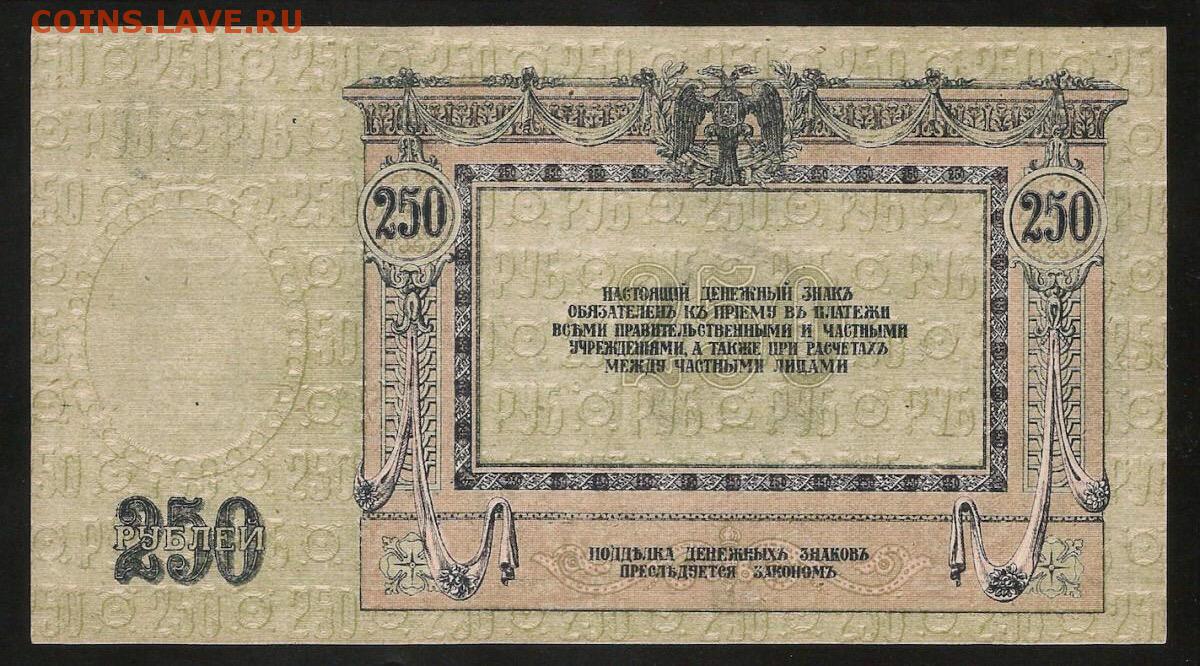 COINS.LAVE.RU
250
250
НАСТОЯЩІЙ ДЕНЕЖНЫЙ ЗНАКЪ
ОБЯЗАТЕЛЕНЪ КЪ ПРІЕМУ ВЪ ПЛАТЕЖИ
ВСѢМИ ПРАВИТЕЛЬСТВЕННЫМИ И ЧАСТНЫМИ
УЧРЕЖДЕНІЯМИ, А ТАКЖЕ ПРИ РАСЧЕТАХЪ
МЕЖДУ ЧАСТНЫМИ ЛИЦАМИ
250
250
РУБЛЕЙ
ПОДДѢЛКА ДЕНЕЖНЫХЪ ЗНАКОВЪ
ПРЕСЛѢДУЕТСЯ ЗАКОНОМЪ